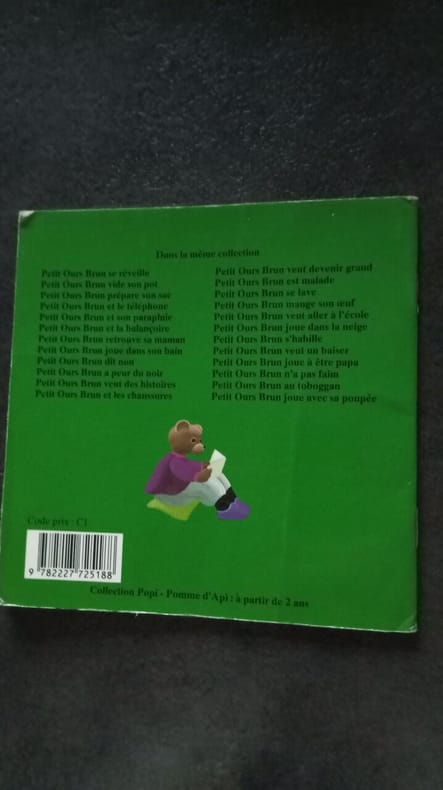 Dans la même collection
Petit Ours Brun se réveille
Petit Ours Brun vide son pot
Petit Ours Brun prépare son sac
Petit Ours Brun et le téléphone
Petit Ours Brun et son parapluie
Petit Ours Brun et la balançoire
Petit Ours Brun retrouve sa maman
Petit Ours Brun joue dans son bain
Petit Ours Brun dit non
Petit Ours Brun a peur du noir
Petit Ours Brun veut des histoires
Petit Ours Brun et les chaussures
Petit Ours Brun veut devenir grand
Petit Ours Brun est malade
Petit Ours Brun se lave
Petit Ours Brun mange son œuf
Petit Ours Brun veut aller à l'école
Petit Ours Brun joue dans la neige
Petit Ours Brun s'habille
Petit Ours Brun veut un baiser
Petit Ours Brun joue à être papa
Petit Ours Brun n'a pas faim
Petit Ours Brun au toboggan
Petit Ours Brun joue avec sa poupée
Code prix : C1
9 782227 725188
Collection Popi - Pomme d'Api : à partir de 2 ans